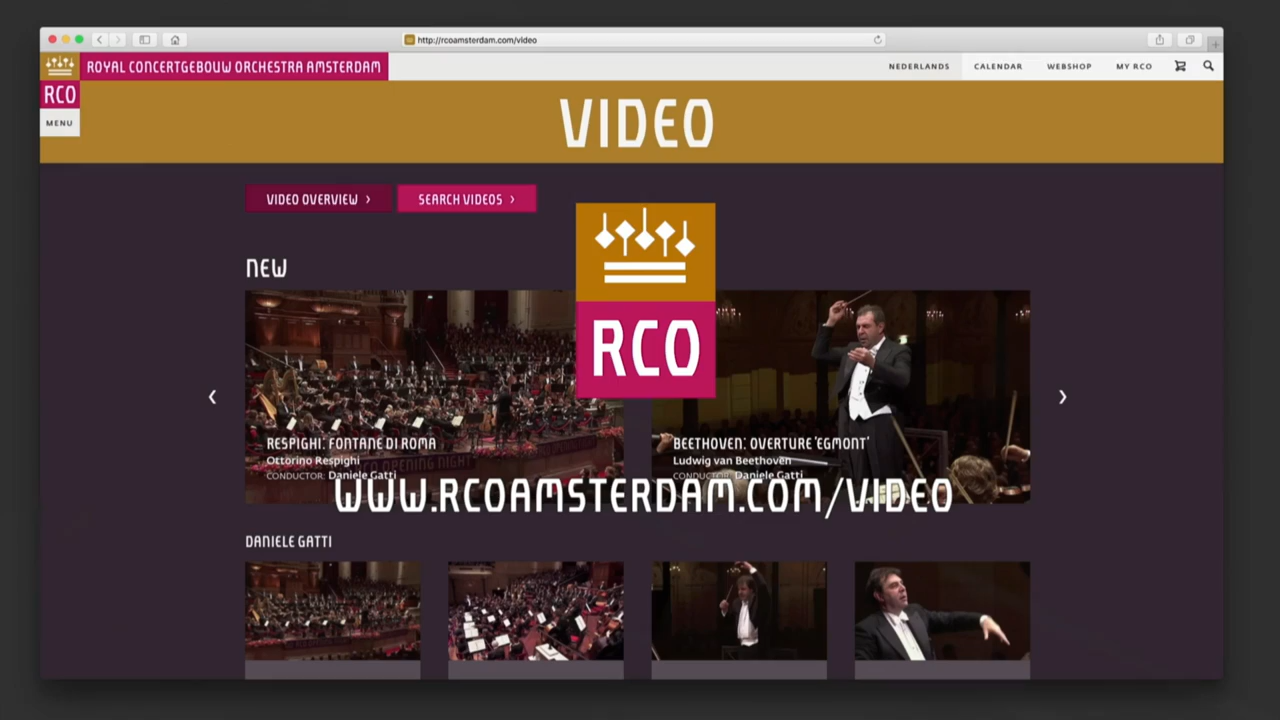 http://rcoamsterdam.com/video
ROYAL CONCERTGEBOUW ORCHESTRA AMSTERDAM
NEDERLANDS CALENDAR WEBSHOP MY RCO
RCO
MENU
VIDEO
VIDEO OVERVIEW › SEARCH VIDEOS ›
NEW
RCO
RESPIGHI: FONTANE DI ROMA
Ottorino Respighi
CONDUCTOR: Daniele Gatti
BEETHOVEN: OVERTURE 'EGMONT'
Ludwig van Beethoven
CONDUCTOR: Daniele Gatti
OPENING NIGHT
WWW.RCOAMSTERDAM.COM/VIDEO
DANIELE GATTI